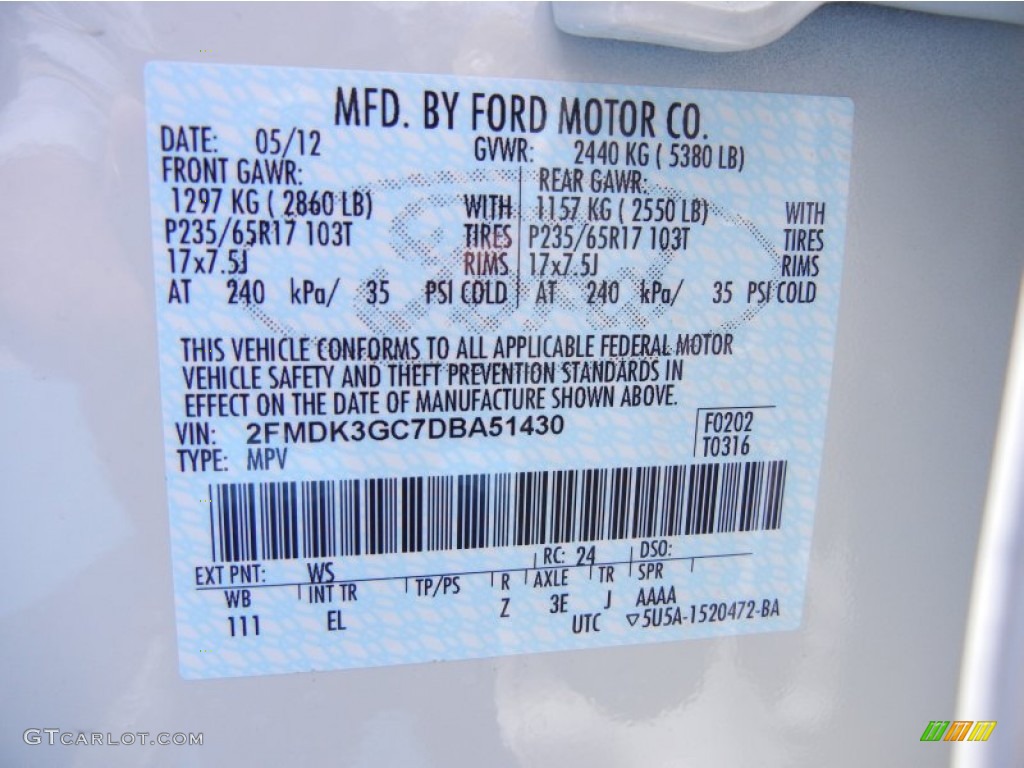 MFD. BY FORD MOTOR CO.
DATE: 05/12 GVWR: 2440 KG ( 5380 LB)
FRONT GAWR: REAR GAWR:
1297 KG ( 2860 LB) WITH 1157 KG ( 2550 LB) WITH
P235/65R17 103T TIRES P235/65R17 103T TIRES
17x7.5J RIMS 17x7.5J RIMS
AT 240 kPa/ 35 PSI COLD AT 240 kPa/ 35 PSI COLD
THIS VEHICLE CONFORMS TO ALL APPLICABLE FEDERAL MOTOR
VEHICLE SAFETY AND THEFT PREVENTION STANDARDS IN
EFFECT ON THE DATE OF MANUFACTURE SHOWN ABOVE.
VIN: 2FMDK3GC7DBA51430 F0202
TYPE: MPV T0316
EXT PNT: WS RC: 24 DSO:
WB INT TR TP/PS R AXLE TR SPR
111 EL Z 3E J AAAA
UTC ▽5U5A-1520472-BA
GTCARLOT.COM